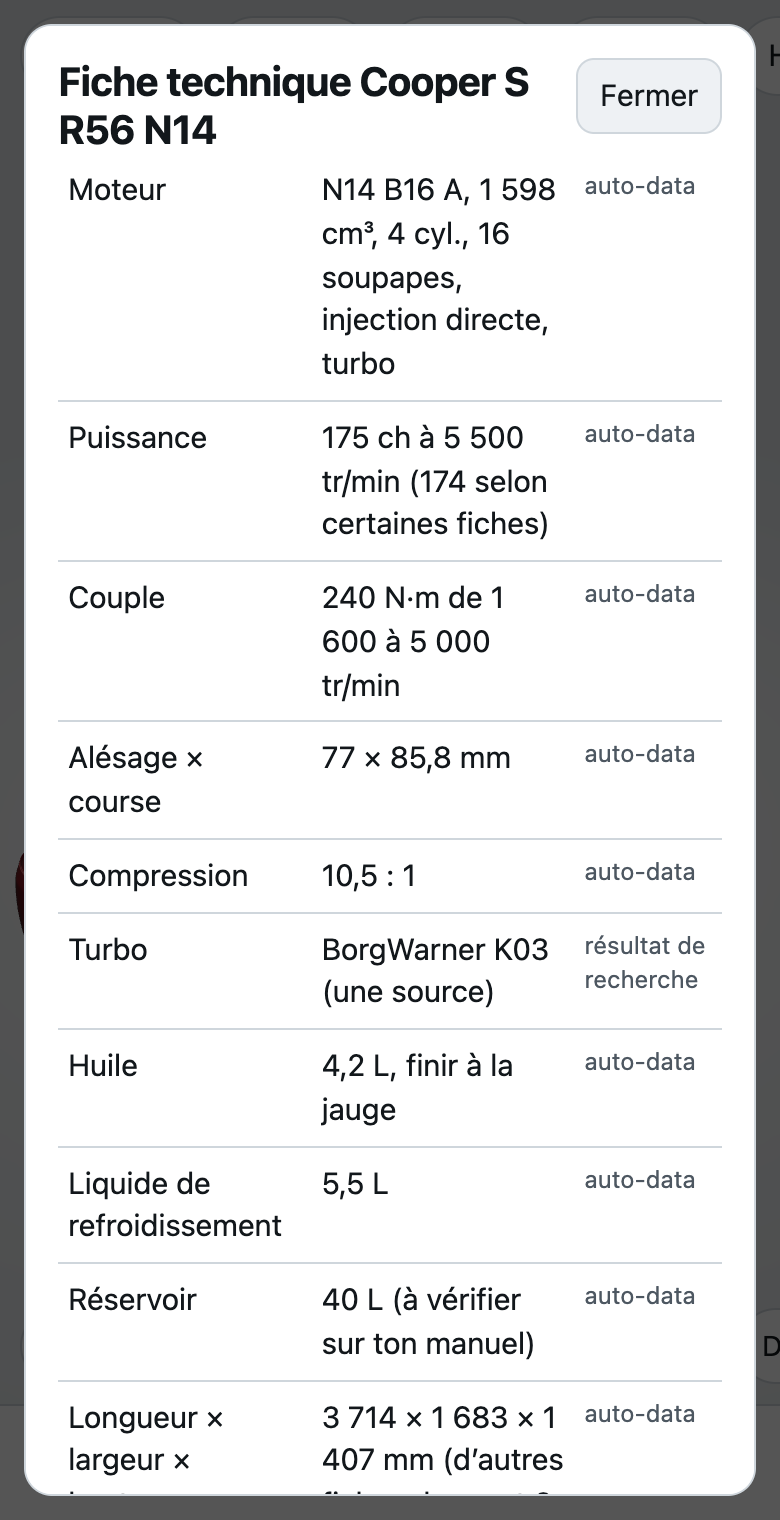 Fiche technique Cooper S
R56 N14
Fermer
H
Moteur
N14 B16 A, 1 598
cm³, 4 cyl., 16
soupapes,
injection directe,
turbo
auto-data
Puissance
175 ch à 5 500
tr/min (174 selon
certaines fiches)
auto-data
Couple
240 N·m de 1
600 à 5 000
tr/min
auto-data
Alésage ×
course
77 × 85,8 mm
auto-data
Compression
10,5 : 1
auto-data
Turbo
BorgWarner K03
(une source)
résultat de
recherche
Huile
4,2 L, finir à la
jauge
auto-data
Liquide de
refroidissement
5,5 L
auto-data
Réservoir
40 L (à vérifier
sur ton manuel)
auto-data
D
Longueur ×
largeur ×
3 714 × 1 683 × 1
407 mm (d’autres
auto-data